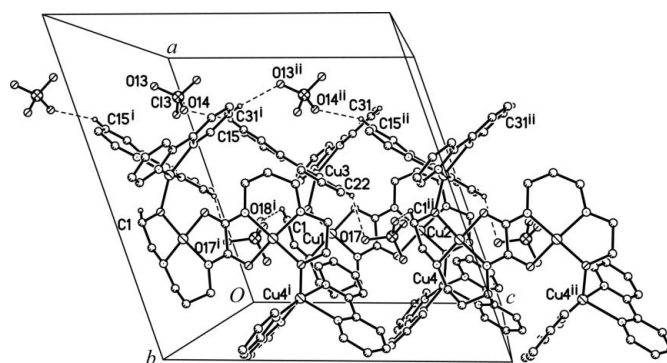 a
O13 O13ii
Cl3 O14 O14ii C31 C31ii
C15i C31i
C15 C15ii
Cu3
C22
C1 O18i C1ii
O17i Cu1 C1 O17 Cu2
Cu4
O Cu4i c Cu4ii
b